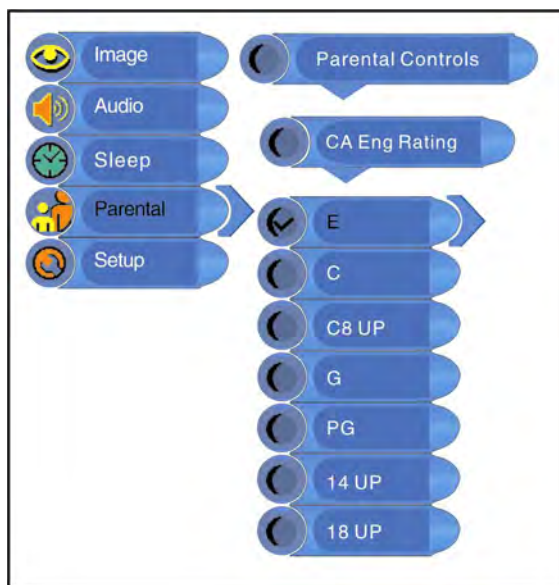 Image
Audio
Sleep
Parental
Setup
Parental Controls
CA Eng Rating
E
C
C8 UP
G
PG
14 UP
18 UP